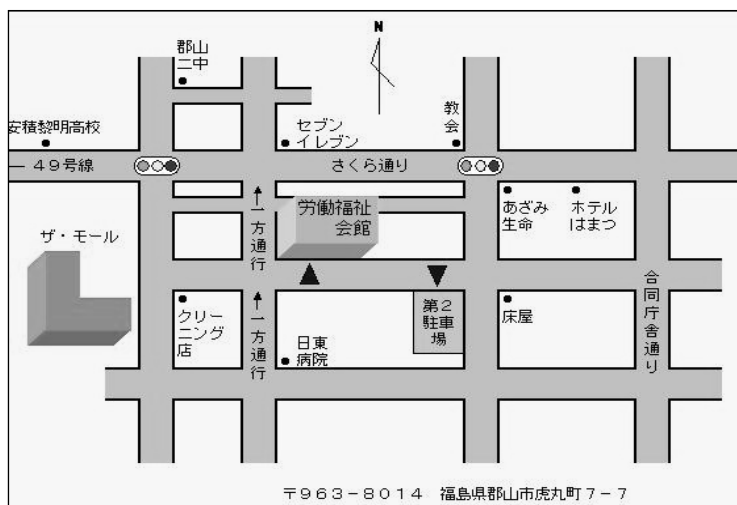 N
郡山
二中
セブン
イレブン
教会
安積黎明高校
49号線
さくら通り
労働福祉
会館
あざみ
生命
ホテル
はまつ
ザ・モール
一方通行
合同庁舎通り
クリー
ニング
店
一方通行
日東
病院
第2
駐車
場
床屋
〒963-8014 福島県郡山市虎丸町7-7